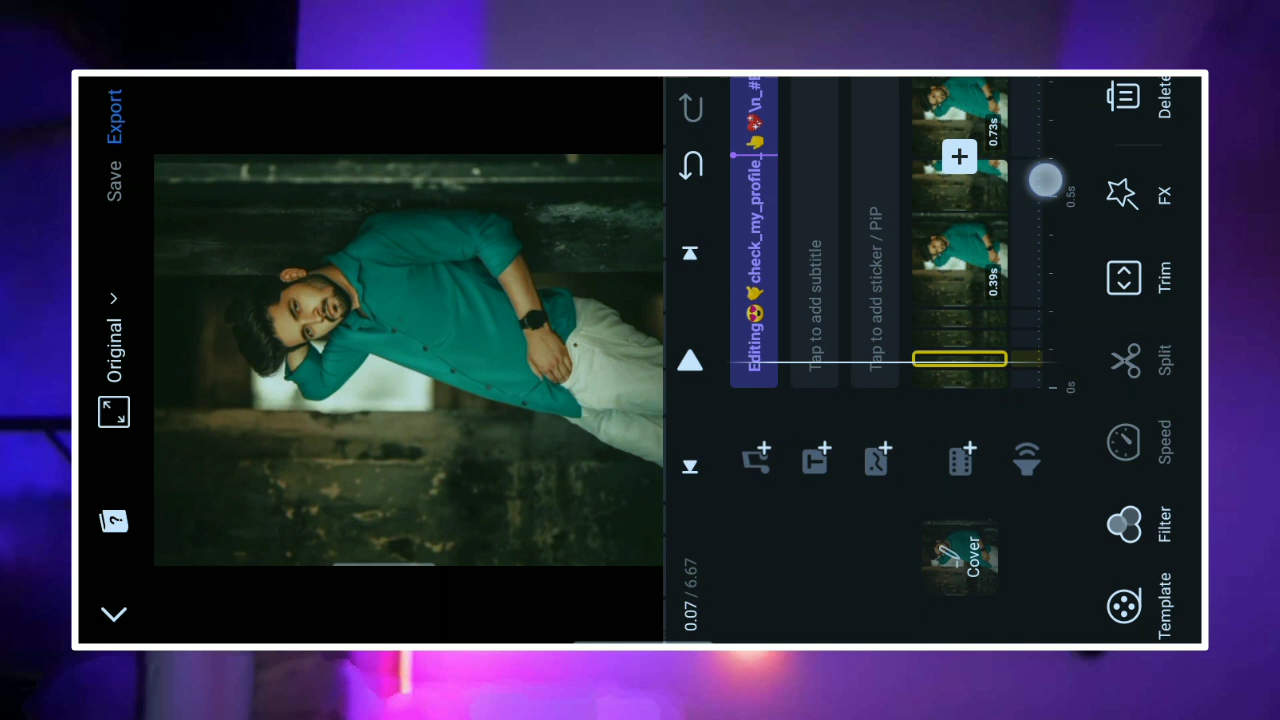 Original
Save
Export
0.07 / 6.67
Editing😍🤙check_my_profile_👆💖\n_#
Tap to add subtitle
Tap to add sticker / PiP
Cover
0.39s
0.73s
0s
0.5s
Template
Filter
Speed
Split
Trim
FX
Delete